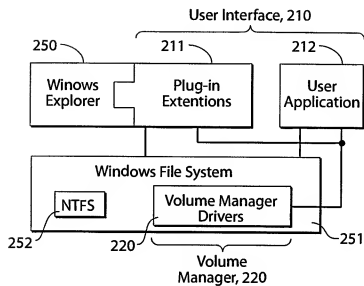 User Interface, 210
250
211
212
Winows
Explorer
Plug-in
Extentions
User
Application
Windows File System
NTFS
Volume Manager
Drivers
252
220
251
Volume
Manager, 220